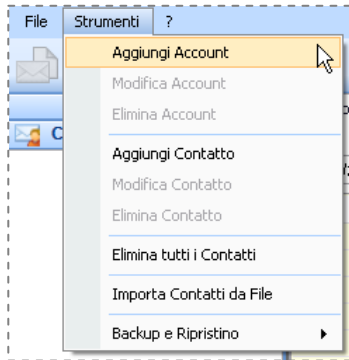 File Strumenti ?
Aggiungi Account
Modifica Account
Elimina Account
Aggiungi Contatto
Modifica Contatto
Elimina Contatto
Elimina tutti i Contatti
Importa Contatti da File
Backup e Ripristino